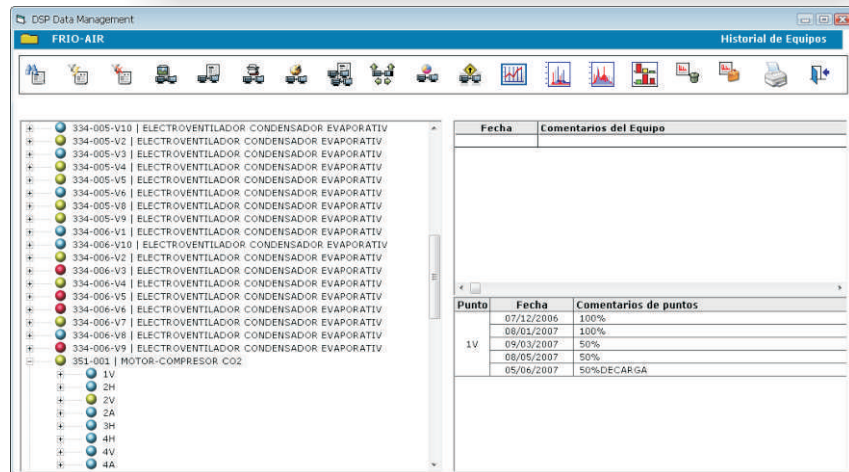 DSP Data Management
FRIO-AIR
Historial de Equipos
334-005-V10 | ELECTROVENTILADOR CONDENSADOR EVAPORATIV
334-005-V2 | ELECTROVENTILADOR CONDENSADOR EVAPORATIV
334-005-V3 | ELECTROVENTILADOR CONDENSADOR EVAPORATIV
334-005-V4 | ELECTROVENTILADOR CONDENSADOR EVAPORATIV
334-005-V5 | ELECTROVENTILADOR CONDENSADOR EVAPORATIV
334-005-V6 | ELECTROVENTILADOR CONDENSADOR EVAPORATIV
334-005-V8 | ELECTROVENTILADOR CONDENSADOR EVAPORATIV
334-005-V9 | ELECTROVENTILADOR CONDENSADOR EVAPORATIV
334-006-V1 | ELECTROVENTILADOR CONDENSADOR EVAPORATIV
334-006-V10 | ELECTROVENTILADOR CONDENSADOR EVAPORATIV
334-006-V2 | ELECTROVENTILADOR CONDENSADOR EVAPORATIV
334-006-V3 | ELECTROVENTILADOR CONDENSADOR EVAPORATIV
334-006-V4 | ELECTROVENTILADOR CONDENSADOR EVAPORATIV
334-006-V5 | ELECTROVENTILADOR CONDENSADOR EVAPORATIV
334-006-V6 | ELECTROVENTILADOR CONDENSADOR EVAPORATIV
334-006-V7 | ELECTROVENTILADOR CONDENSADOR EVAPORATIV
334-006-V8 | ELECTROVENTILADOR CONDENSADOR EVAPORATIV
334-006-V9 | ELECTROVENTILADOR CONDENSADOR EVAPORATIV
351-001 | MOTOR-COMPRESOR CO2
1V
2H
2V
2A
3H
4H
4V
4A
Fecha Comentarios del Equipo
Punto Fecha Comentarios de puntos
07/12/2006 100%
08/01/2007 100%
1V 09/03/2007 50%
08/05/2007 50%
05/06/2007 50%DECARGA